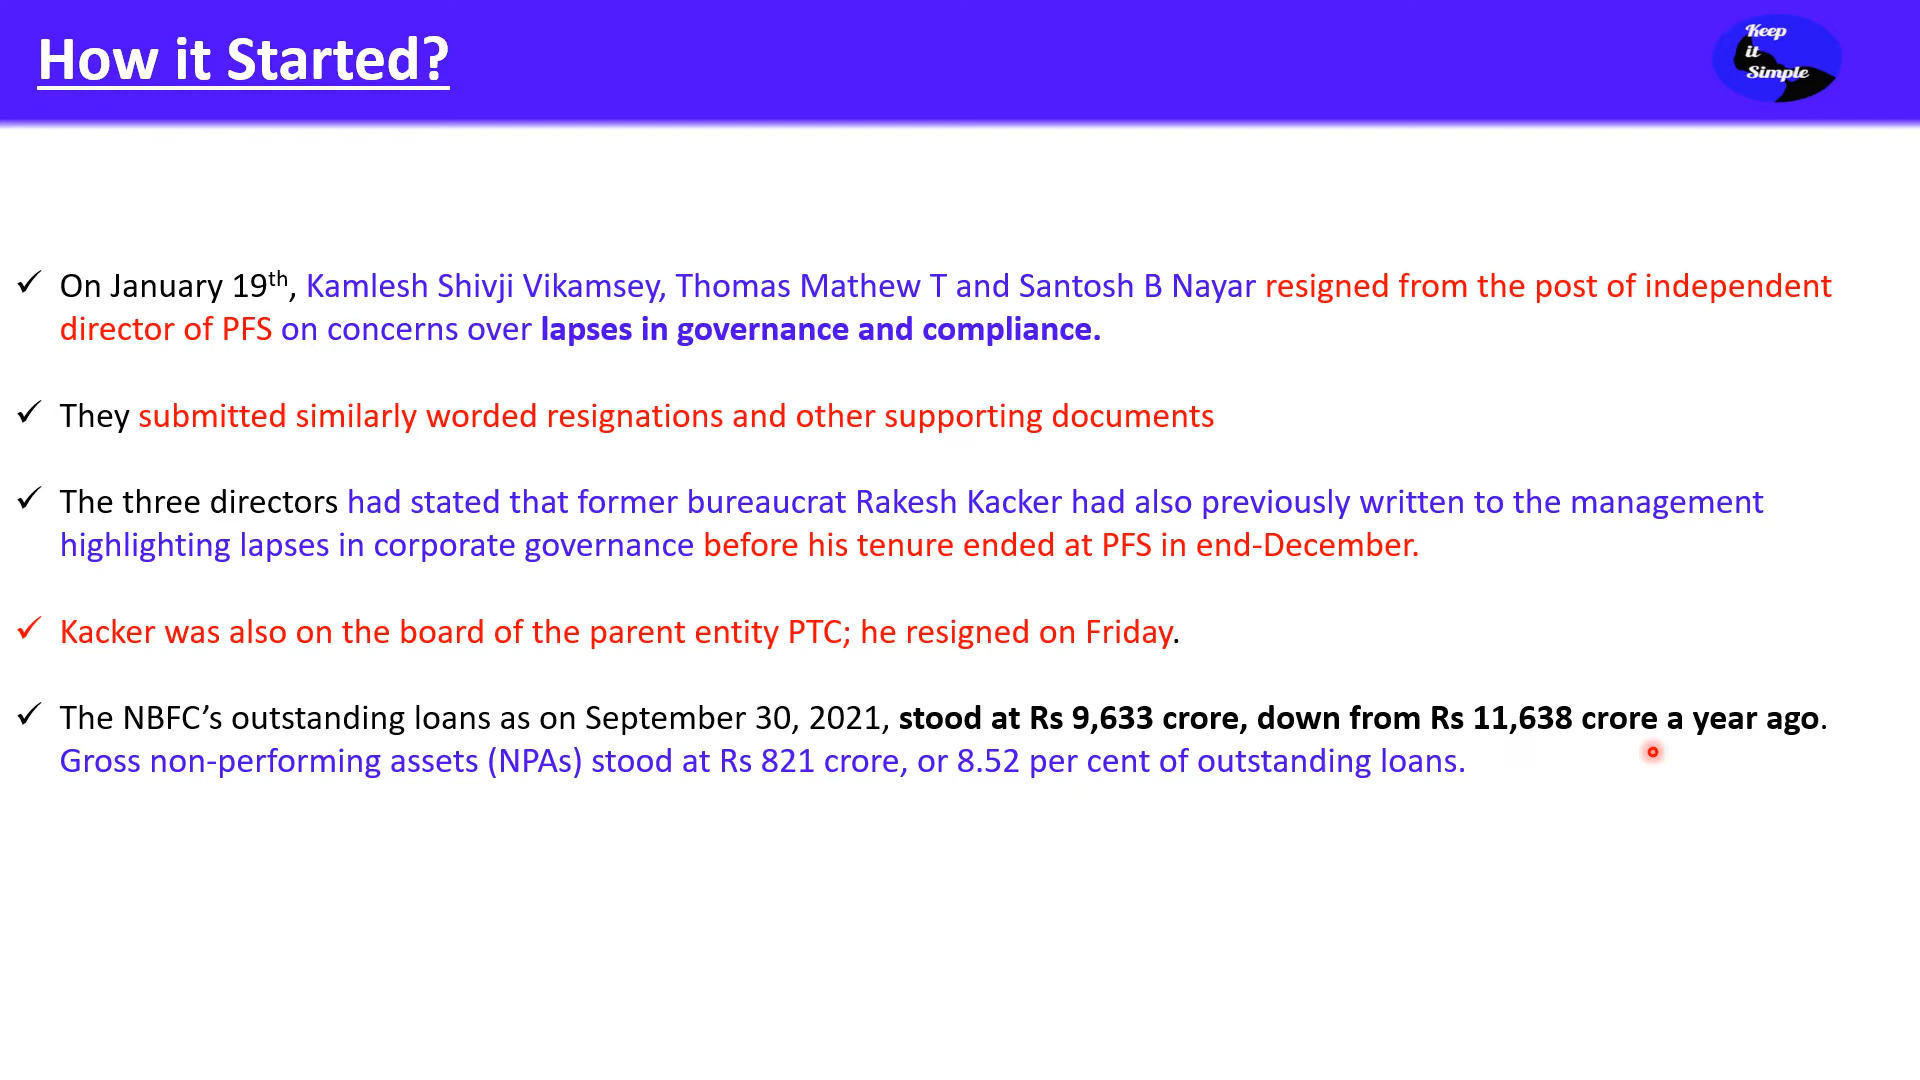 How it Started?
Keep
it
Simple
✓ On January 19th, Kamlesh Shivji Vikamsey, Thomas Mathew T and Santosh B Nayar resigned from the post of independent
director of PFS on concerns over lapses in governance and compliance.
✓ They submitted similarly worded resignations and other supporting documents
✓ The three directors had stated that former bureaucrat Rakesh Kacker had also previously written to the management
highlighting lapses in corporate governance before his tenure ended at PFS in end-December.
✓ Kacker was also on the board of the parent entity PTC; he resigned on Friday.
✓ The NBFC’s outstanding loans as on September 30, 2021, stood at Rs 9,633 crore, down from Rs 11,638 crore a year ago.
Gross non-performing assets (NPAs) stood at Rs 821 crore, or 8.52 per cent of outstanding loans.